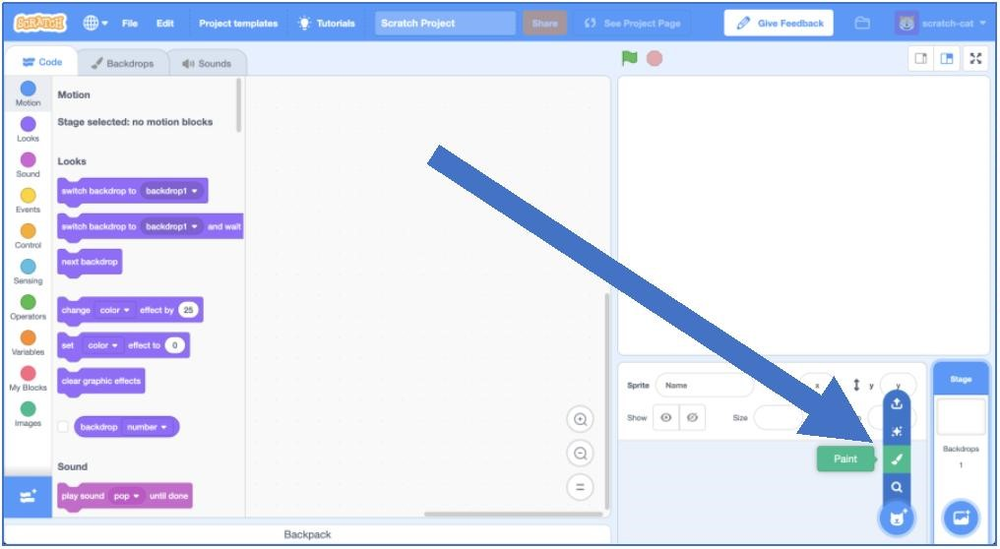 SCRATCH File Edit Project templates Tutorials Scratch Project Share See Project Page Give Feedback scratch-cat
Code Backdrops Sounds
Motion
Looks
Sound
Events
Control
Sensing
Operators
Variables
My Blocks
Images
Motion
Stage selected: no motion blocks
Looks
switch backdrop to backdrop1
switch backdrop to backdrop1 and wait
next backdrop
change color effect by 25
set color effect to 0
clear graphic effects
backdrop number
Sound
play sound pop until done
Sprite Name x y y
Show Size
Paint
Stage
Backdrops
1
Backpack